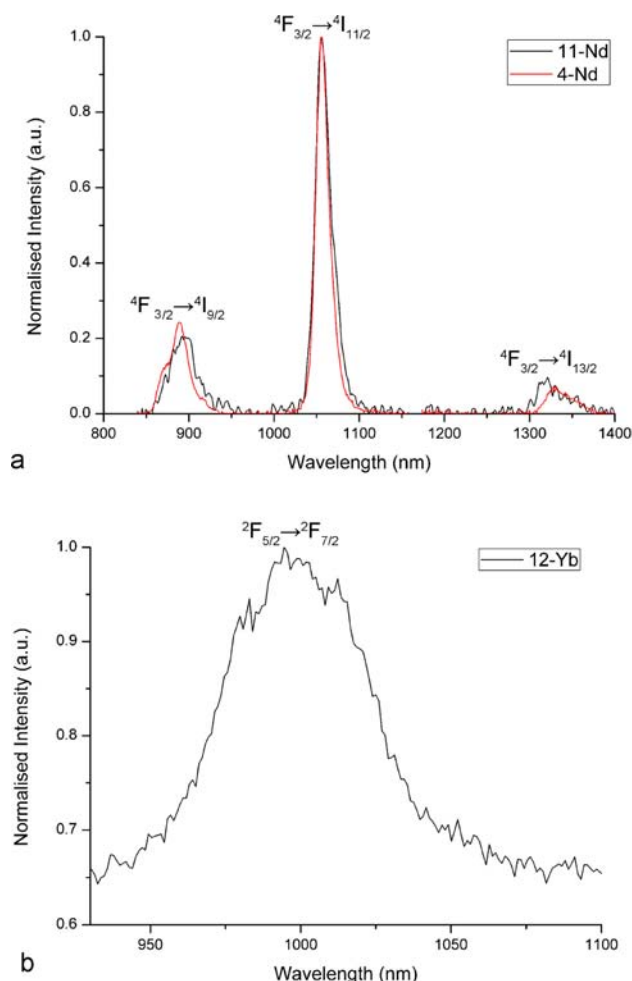 ⁴F₃/₂→⁴I₁₁/₂
11-Nd
4-Nd
1.0
0.8
0.6
0.4
0.2
0.0
Normalised Intensity (a.u.)
⁴F ₃/₂→⁴I₉/₂
⁴F₃/₂→⁴I₁₃/₂
800 900 1000 1100 1200 1300 1400
Wavelength (nm)
a
²F₅/₂→²F₇/₂
12-Yb
1.0
0.9
0.8
0.7
0.6
Normalised Intensity (a.u.)
950 1000 1050 1100
Wavelength (nm)
b